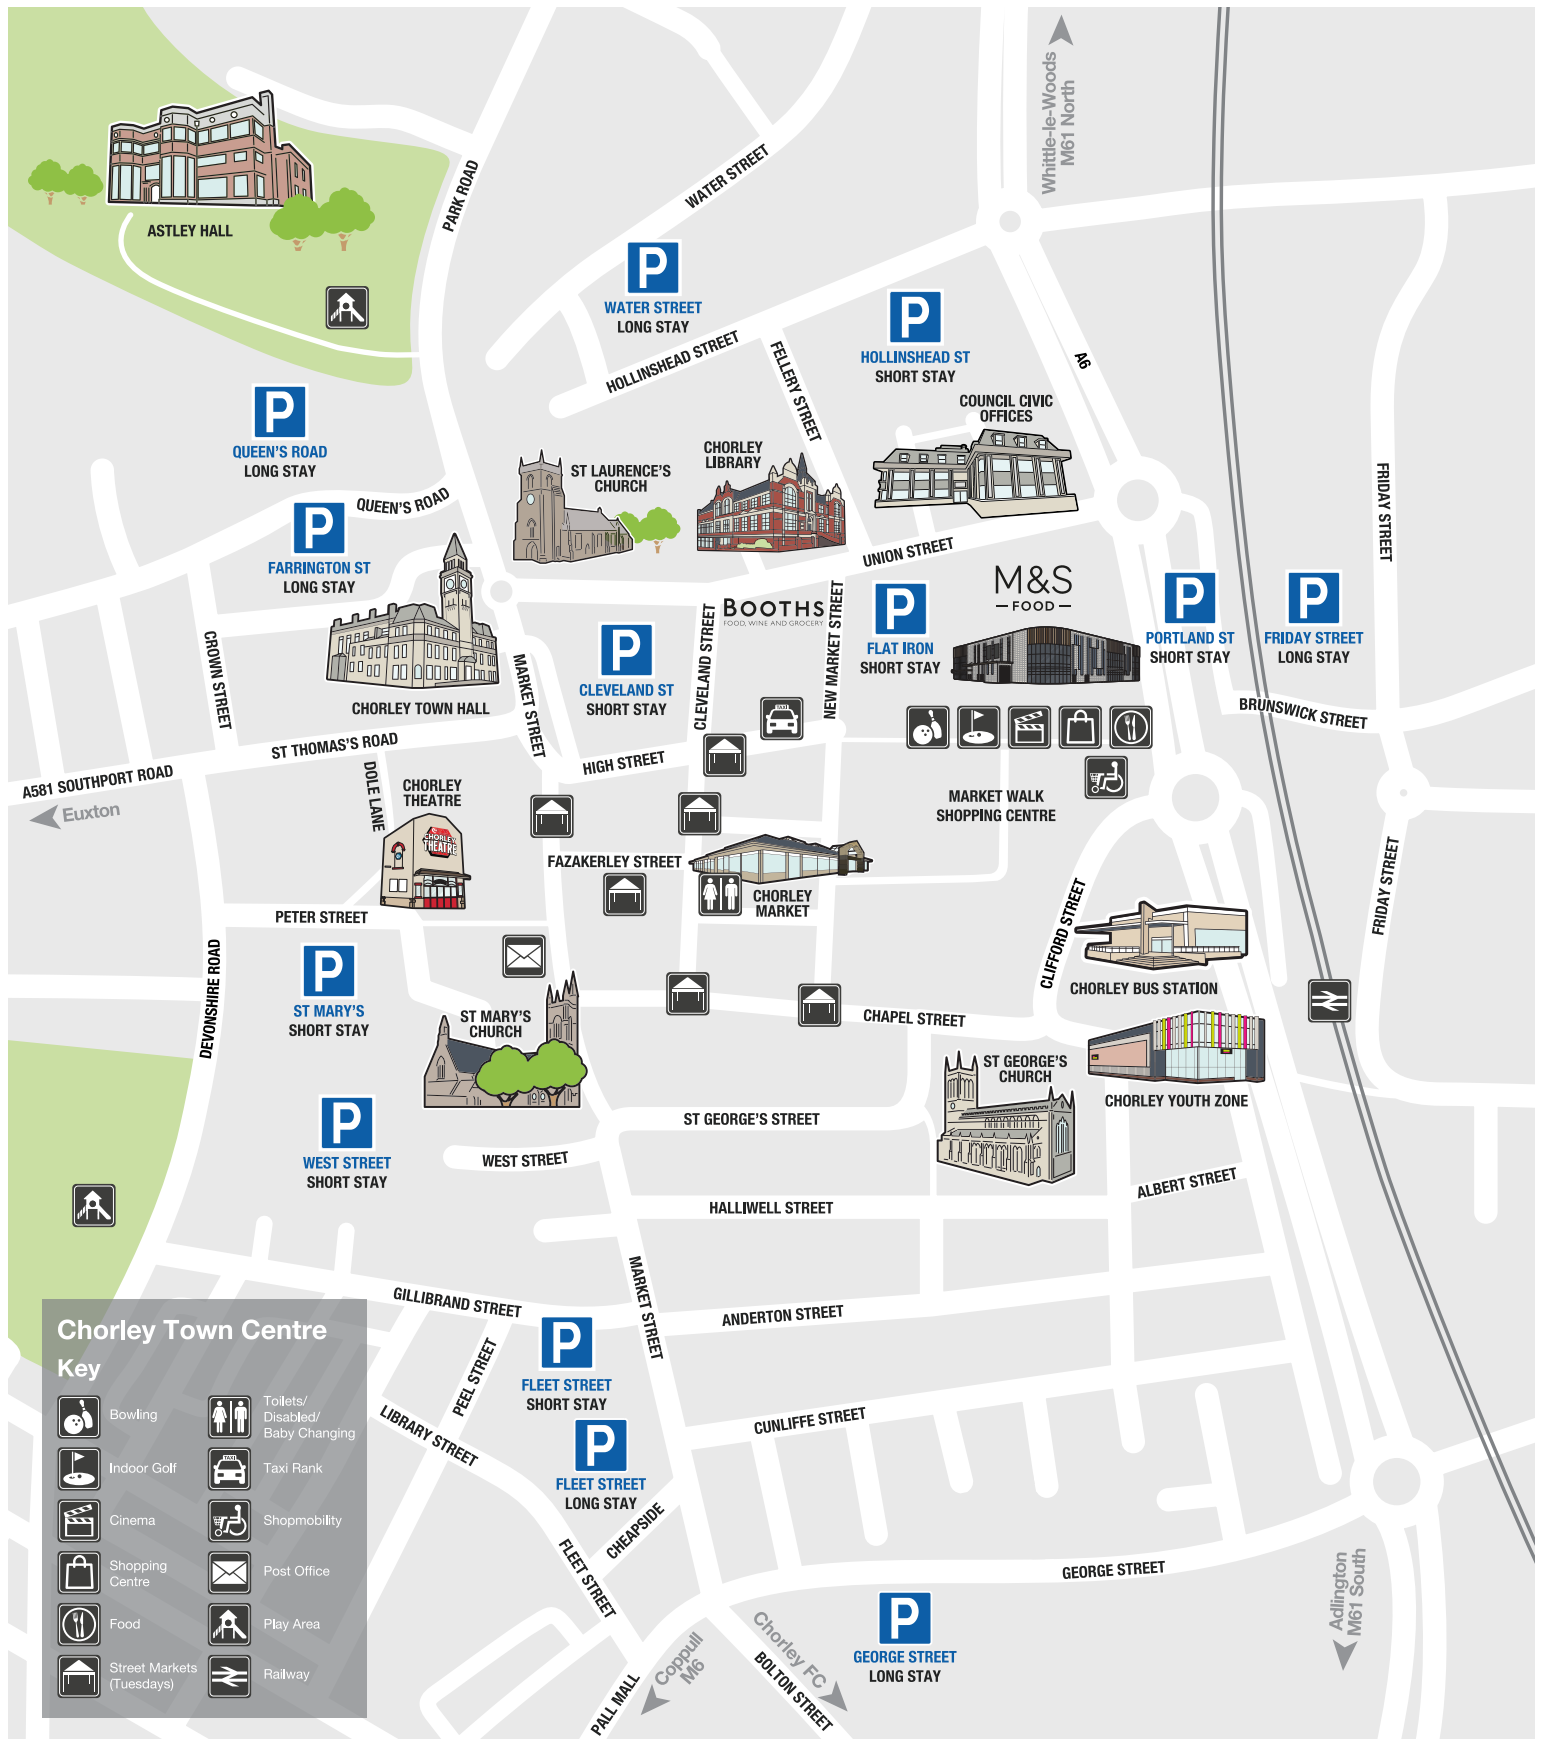 Whittle-le-Woods
M61 North
ASTLEY HALL
PARK ROAD
WATER STREET
P
WATER STREET
LONG STAY
HOLLINSHEAD STREET
FELLERY STREET
P
HOLLINSHEAD ST
SHORT STAY
A6
COUNCIL CIVIC
OFFICES
P
QUEEN'S ROAD
LONG STAY
QUEEN'S ROAD
ST LAURENCE'S
CHURCH
CHORLEY
LIBRARY
FRIDAY STREET
P
FARRINGTON ST
LONG STAY
UNION STREET
M&S
FOOD
BOOTHS
FOOD, WINE AND GROCERY
P
FLAT IRON
SHORT STAY
P
PORTLAND ST
SHORT STAY
P
FRIDAY STREET
LONG STAY
CROWN STREET
CHORLEY TOWN HALL
MARKET STREET
P
CLEVELAND ST
SHORT STAY
CLEVELAND STREET
NEW MARKET STREET
TAXI
BRUNSWICK STREET
ST THOMAS'S ROAD
HIGH STREET
A581 SOUTHPORT ROAD
Euxton
DOLE LANE
CHORLEY
THEATRE
CHORLEY
THEATRE
MARKET WALK
SHOPPING CENTRE
FAZAKERLEY STREET
CHORLEY
MARKET
PETER STREET
CLIFFORD STREET
FRIDAY STREET
DEVONSHIRE ROAD
P
ST MARY'S
SHORT STAY
CHORLEY BUS STATION
ST MARY'S
CHURCH
CHAPEL STREET
ST GEORGE'S
CHURCH
CHORLEY YOUTH ZONE
P
WEST STREET
SHORT STAY
ST GEORGE'S STREET
WEST STREET
ALBERT STREET
HALLIWELL STREET
MARKET STREET
GILLIBRAND STREET
ANDERTON STREET
P
FLEET STREET
SHORT STAY
PEEL STREET
LIBRARY STREET
CUNLIFFE STREET
P
FLEET STREET
LONG STAY
CHEAPSIDE
FLEET STREET
GEORGE STREET
P
GEORGE STREET
LONG STAY
Adlington
M61 South
Coppull
M6
Chorley FC
BOLTON STREET
PALL MALL
Chorley Town Centre
Key
Bowling
Indoor Golf
Cinema
Shopping
Centre
Food
Street Markets
(Tuesdays)
Toilets/
Disabled/
Baby Changing
TAXI
Taxi Rank
Shopmobility
Post Office
Play Area
Railway